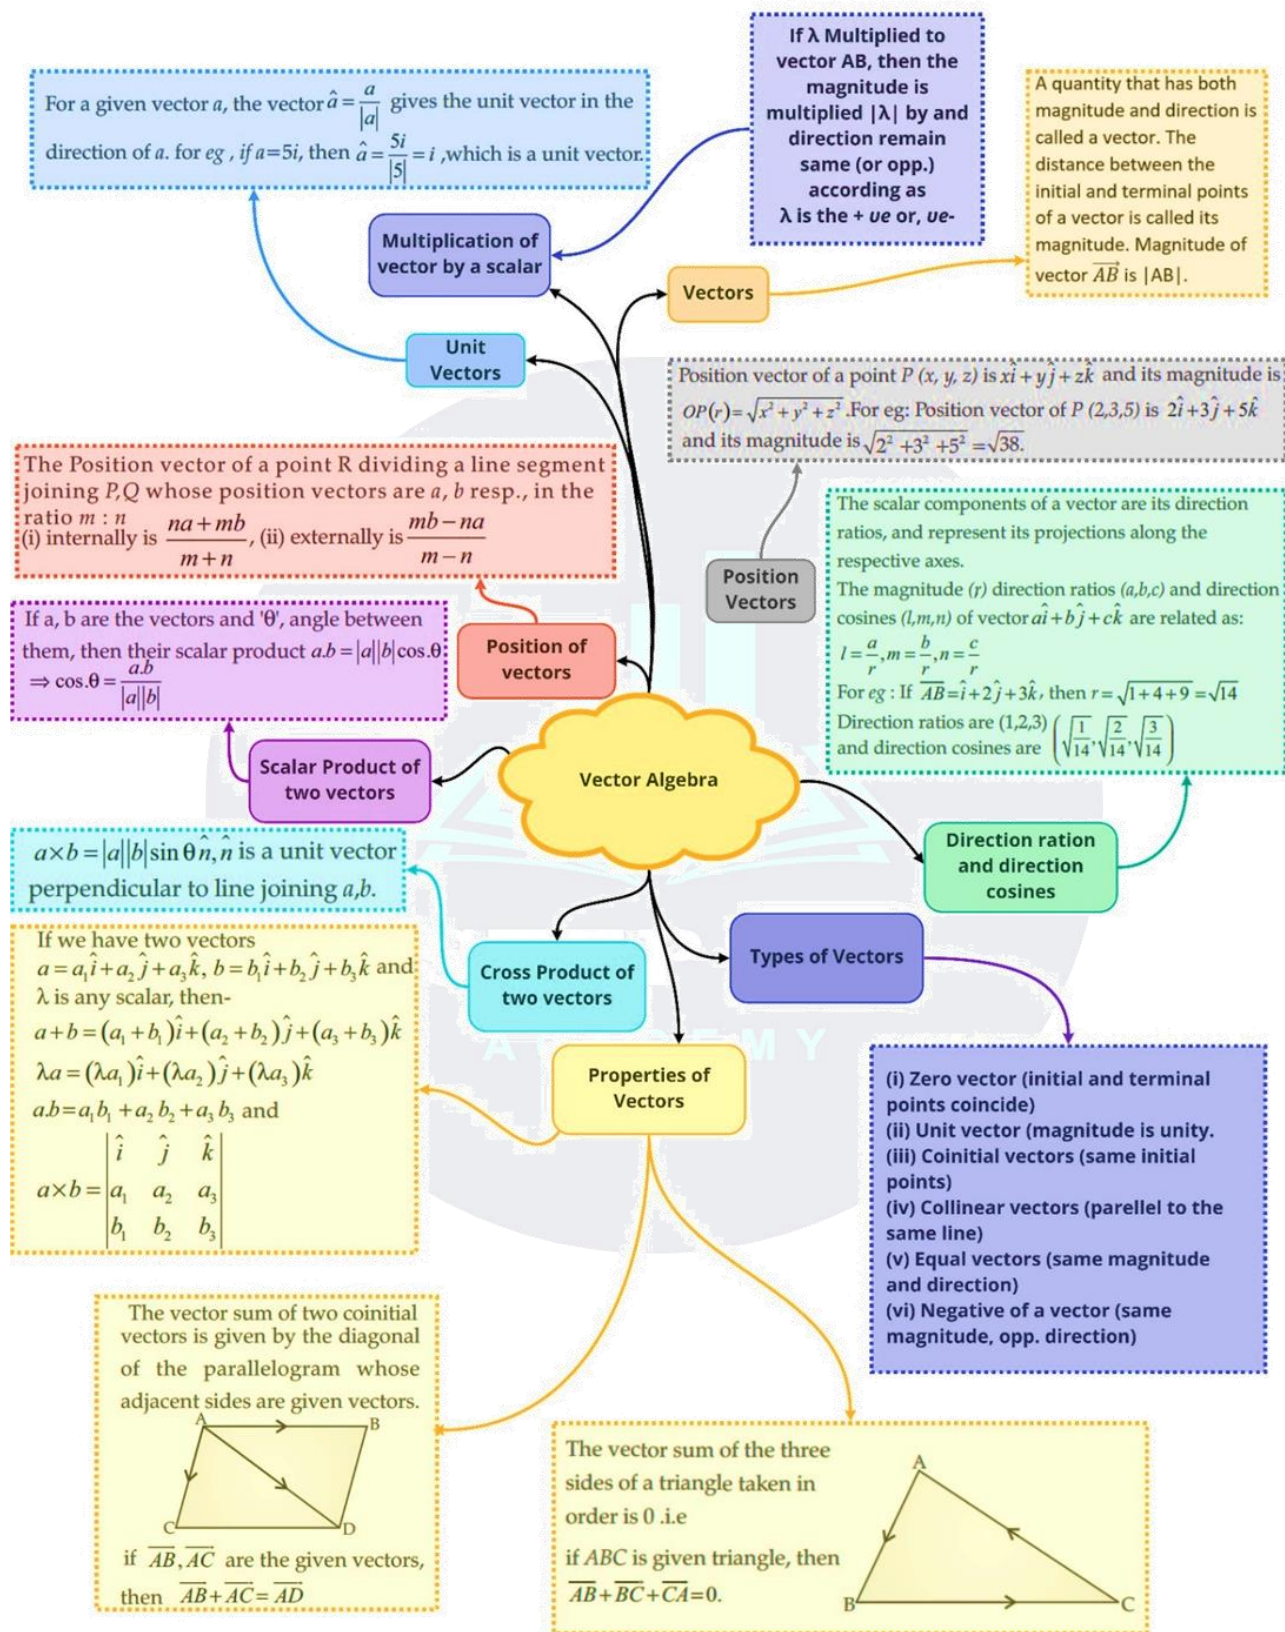 If λ Multiplied to
vector AB, then the
magnitude is
multiplied |λ| by and
direction remain
same (or opp.)
according as
λ is the + ue or, ue-
For a given vector a, the vector â = a/|a| gives the unit vector in the
direction of a. for eg , if a=5i, then â = 5i/|5| = i ,which is a unit vector.
A quantity that has both
magnitude and direction is
called a vector. The
distance between the
initial and terminal points
of a vector is called its
magnitude. Magnitude of
vector AB⃗ is |AB|.
Multiplication of
vector by a scalar
Vectors
Unit
Vectors
Position vector of a point P (x, y, z) is xî + yĵ + zk̂ and its magnitude is
OP(r)= √(x² + y² + z²) .For eg: Position vector of P (2,3,5) is 2î+3ĵ+5k̂
and its magnitude is √(2² +3² +5²) =√38.
The Position vector of a point R dividing a line segment
joining P,Q whose position vectors are a, b resp., in the
ratio m : n
(i) internally is (na+mb)/(m+n) , (ii) externally is (mb−na)/(m−n)
Position
Vectors
The scalar components of a vector are its direction
ratios, and represent its projections along the
respective axes.
The magnitude (r) direction ratios (a,b,c) and direction
cosines (l,m,n) of vector aî+bĵ+ck̂ are related as:
l = a/r , m = b/r , n = c/r
For eg : If AB⃗ = î+2ĵ+3k̂, then r = √(1+4+9) = √14
Direction ratios are (1,2,3)
and direction cosines are (√(1/14), √(2/14), √(3/14))
If a, b are the vectors and 'θ', angle between
them, then their scalar product a.b = |a||b|cos.θ
⇒ cos.θ = a.b/|a||b|
Position of
vectors
Scalar Product of
two vectors
Vector Algebra
Direction ration
and direction
cosines
a×b = |a||b|sin θ n̂, n̂ is a unit vector
perpendicular to line joining a,b.
Cross Product of
two vectors
Types of Vectors
If we have two vectors
a = a₁î+a₂ĵ+a₃k̂, b = b₁î+b₂ĵ+b₃k̂ and
λ is any scalar, then-
a+b = (a₁+b₁)î+(a₂+b₂)ĵ+(a₃+b₃)k̂
λa = (λa₁)î+(λa₂)ĵ+(λa₃)k̂
a.b = a₁b₁ + a₂b₂ + a₃b₃ and
a×b = | î ĵ k̂ |
| a₁ a₂ a₃ |
| b₁ b₂ b₃ |
Properties of
Vectors
(i) Zero vector (initial and terminal
points coincide)
(ii) Unit vector (magnitude is unity.
(iii) Coinitial vectors (same initial
points)
(iv) Collinear vectors (parellel to the
same line)
(v) Equal vectors (same magnitude
and direction)
(vi) Negative of a vector (same
magnitude, opp. direction)
The vector sum of two coinitial
vectors is given by the diagonal
of the parallelogram whose
adjacent sides are given vectors.
A B
C D
if AB⃗, AC⃗ are the given vectors,
then AB⃗+AC⃗= AD⃗
The vector sum of the three
sides of a triangle taken in
order is 0 .i.e
if ABC is given triangle, then
AB⃗+BC⃗+CA⃗=0.
A
B C